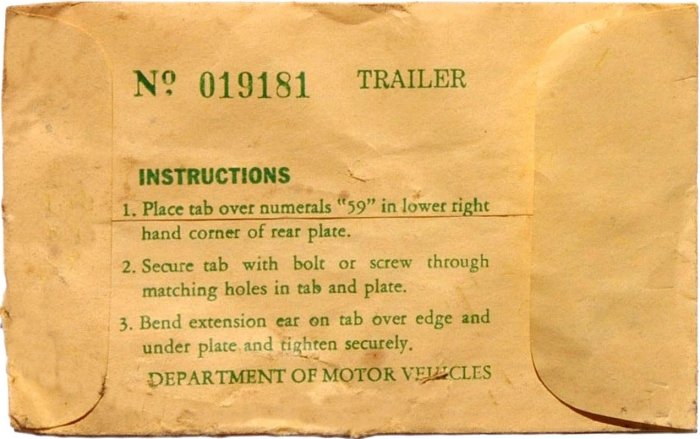 Nº 019181 TRAILER
INSTRUCTIONS
1. Place tab over numerals "59" in lower right
hand corner of rear plate.
2. Secure tab with bolt or screw through
matching holes in tab and plate.
3. Bend extension ear on tab over edge and
under plate and tighten securely.
DEPARTMENT OF MOTOR VEHICLES